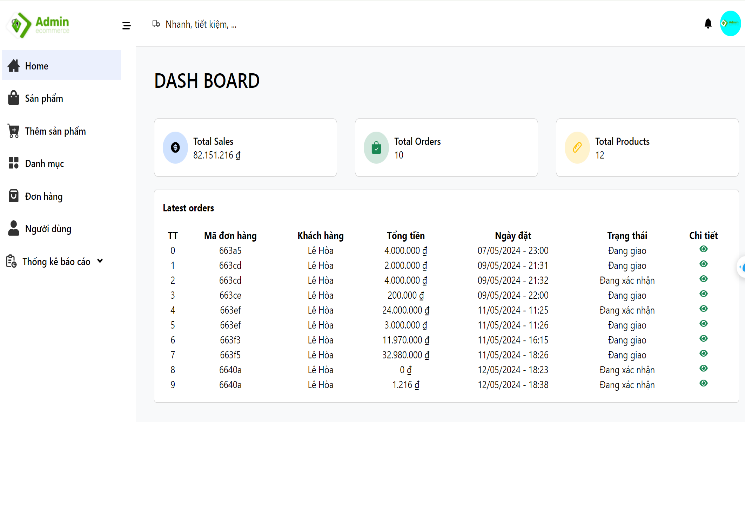 Admin
ecommerce
Nhanh, tiết kiệm, ...
Home
Sản phẩm
Thêm sản phẩm
Danh mục
Đơn hàng
Người dùng
Thống kê báo cáo
DASH BOARD
Total Sales
82.151.216 ₫
Total Orders
10
Total Products
12
Latest orders
TT Mã đơn hàng Khách hàng Tổng tiền Ngày đặt Trạng thái Chi tiết
0 663a5 Lê Hòa 4.000.000 ₫ 07/05/2024 - 23:00 Đang giao
1 663cd Lê Hòa 2.000.000 ₫ 09/05/2024 - 21:31 Đang giao
2 663cd Lê Hòa 4.000.000 ₫ 09/05/2024 - 21:32 Đang xác nhận
3 663ce Lê Hòa 200.000 ₫ 09/05/2024 - 22:00 Đang giao
4 663ef Lê Hòa 24.000.000 ₫ 11/05/2024 - 11:25 Đang xác nhận
5 663ef Lê Hòa 3.000.000 ₫ 11/05/2024 - 11:26 Đang giao
6 663f3 Lê Hòa 11.970.000 ₫ 11/05/2024 - 16:15 Đang giao
7 663f5 Lê Hòa 32.980.000 ₫ 11/05/2024 - 18:26 Đang giao
8 6640a Lê Hòa 0 ₫ 12/05/2024 - 18:23 Đang xác nhận
9 6640a Lê Hòa 1.216 ₫ 12/05/2024 - 18:38 Đang xác nhận